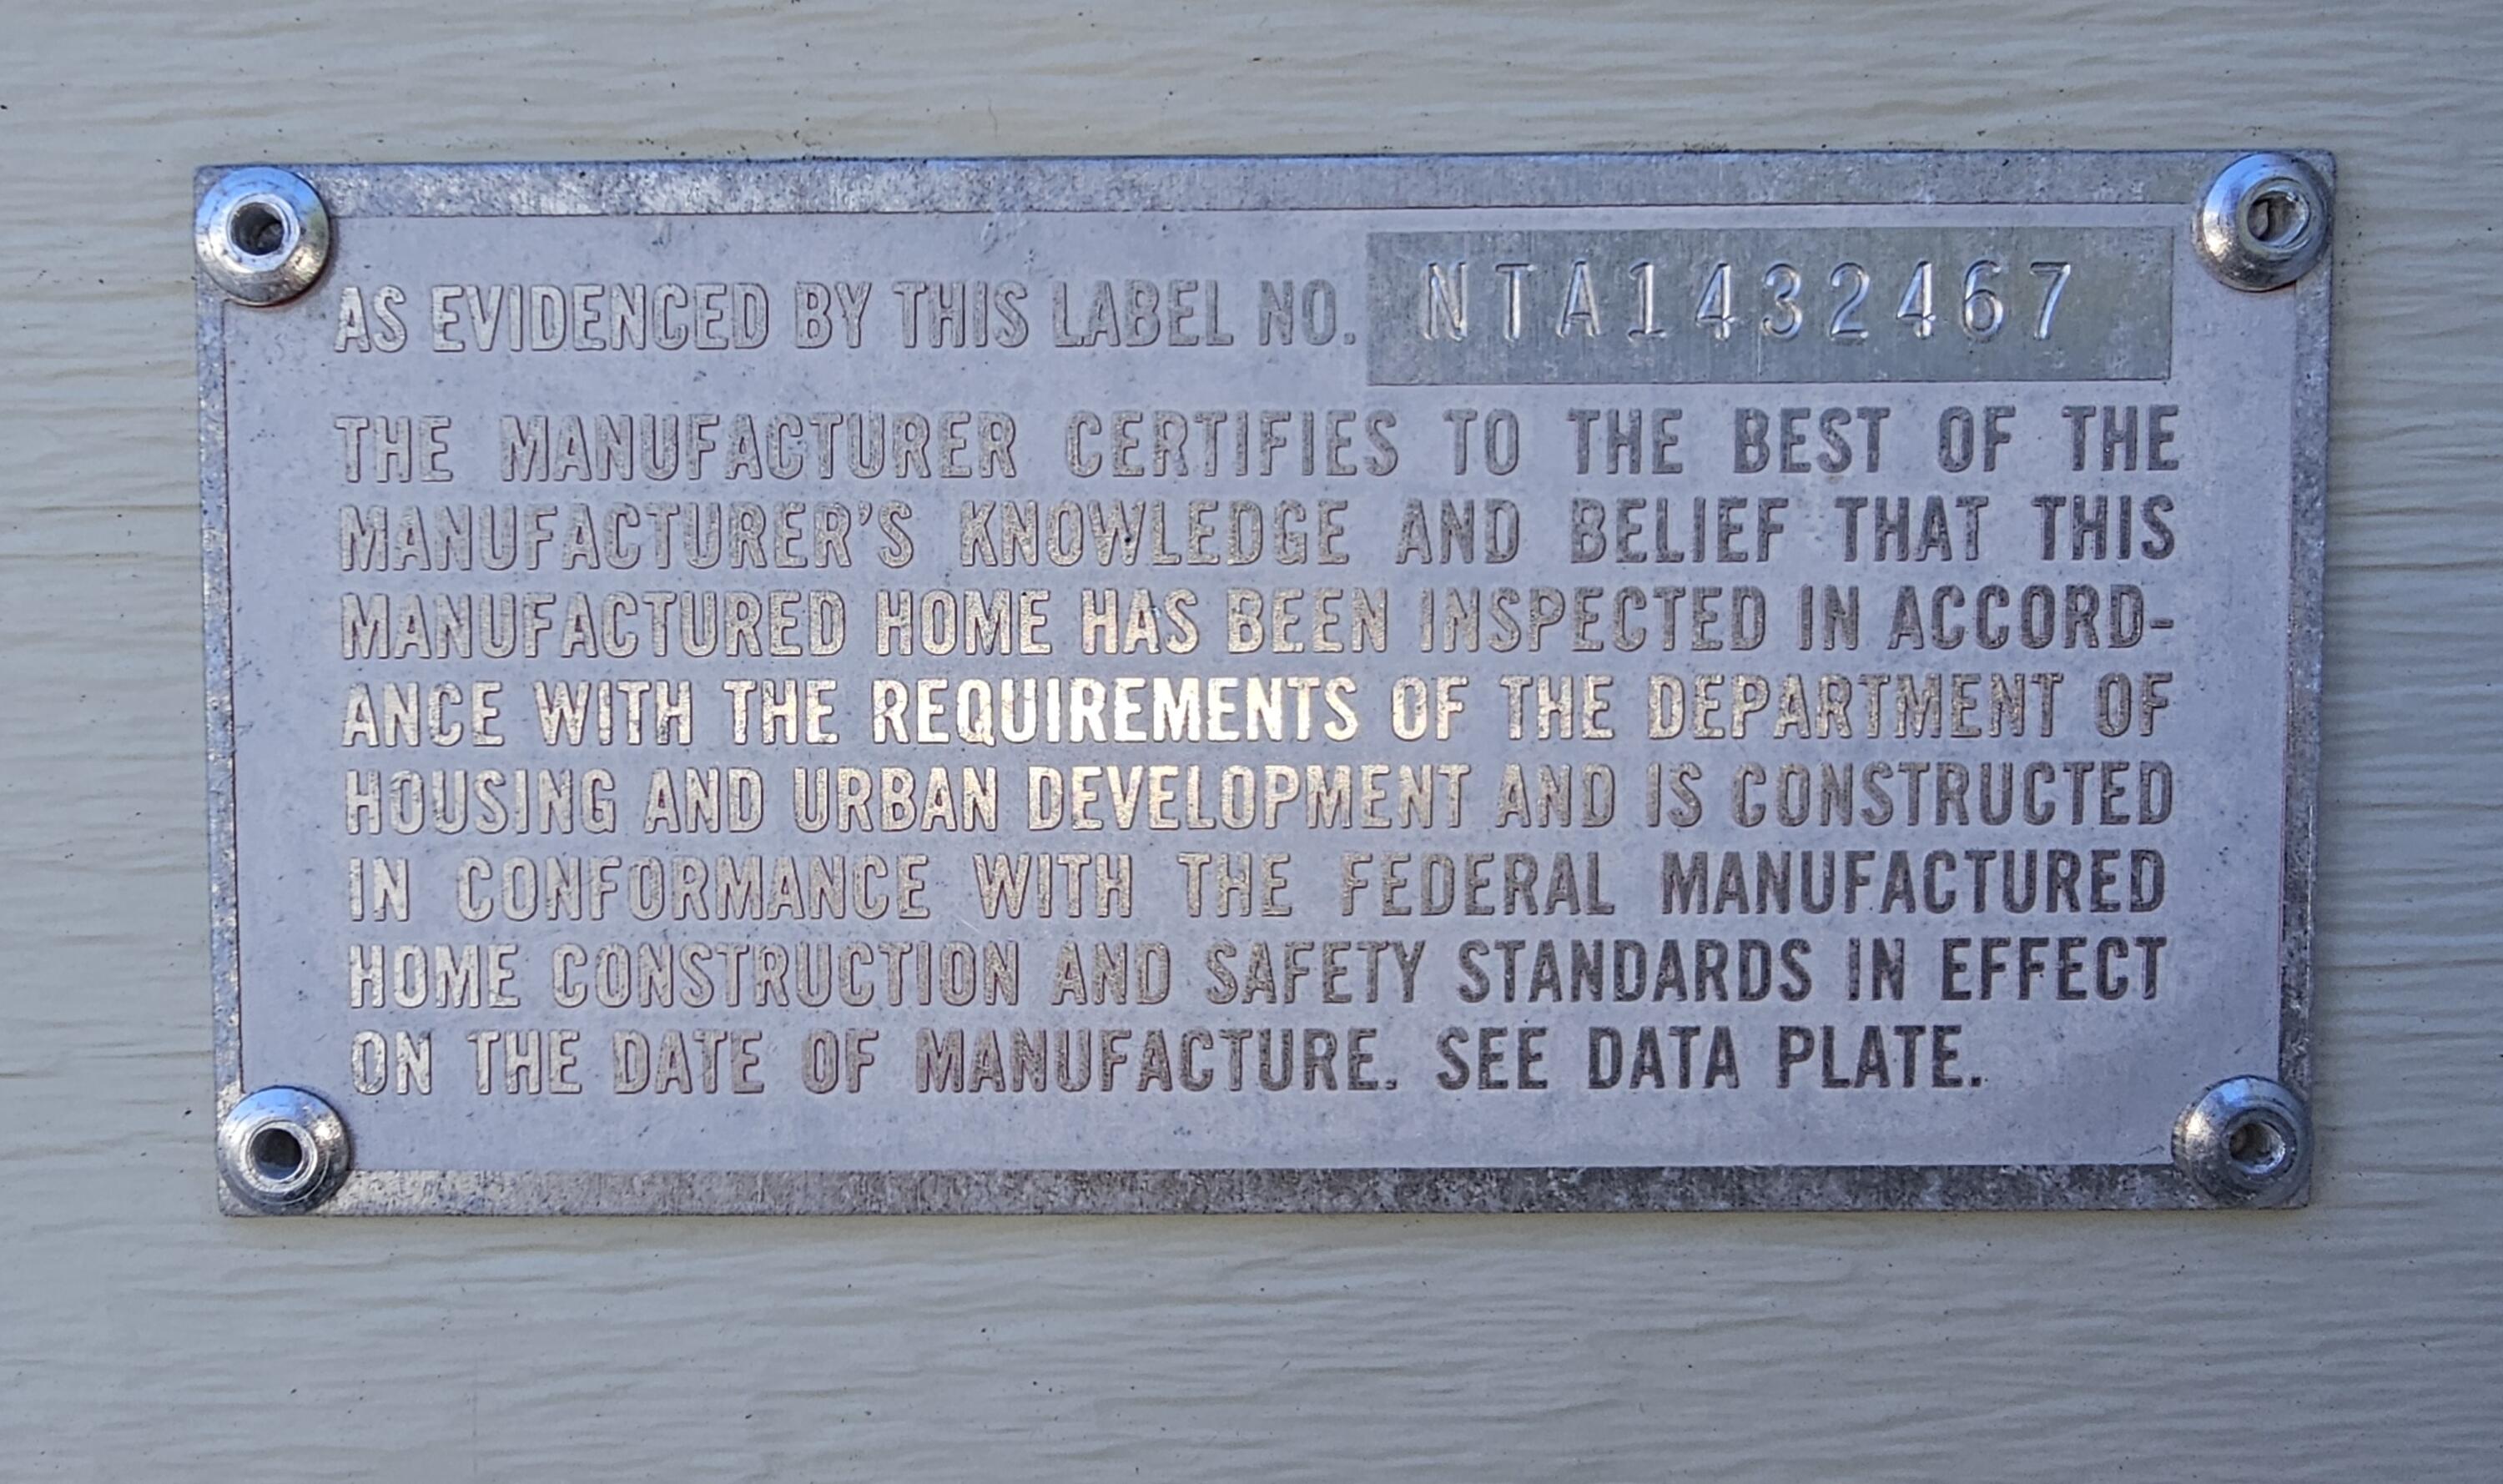 AS EVIDENCED BY THIS LABEL NO. NTA1432467
THE MANUFACTURER CERTIFIES TO THE BEST OF THE
MANUFACTURER'S KNOWLEDGE AND BELIEF THAT THIS
MANUFACTURED HOME HAS BEEN INSPECTED IN ACCORD-
ANCE WITH THE REQUIREMENTS OF THE DEPARTMENT OF
HOUSING AND URBAN DEVELOPMENT AND IS CONSTRUCTED
IN CONFORMANCE WITH THE FEDERAL MANUFACTURED
HOME CONSTRUCTION AND SAFETY STANDARDS IN EFFECT
ON THE DATE OF MANUFACTURE. SEE DATA PLATE.